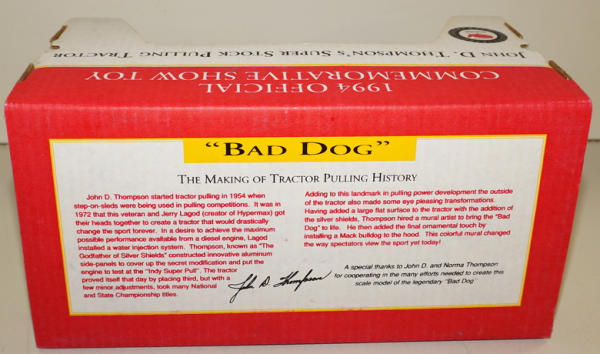 JOHN D. THOMPSON'S SUPER STOCK PULLING TRACTOR
1994 OFFICIAL
COMMEMORATIVE SHOW TOY
"BAD DOG"
THE MAKING OF TRACTOR PULLING HISTORY
John D. Thompson started tractor pulling in 1954 when
step-on-sleds were being used in pulling competitions. It was in
1972 that this veteran and Jerry Lagod (creator of Hypermax) got
their heads together to create a tractor that would drastically
change the sport forever. In a desire to achieve the maximum
possible performance available from a diesel engine, Lagod
installed a water injection system. Thompson, known as "The
Godfather of Silver Shields" constructed innovative aluminum
side-panels to cover up the secret modification and put the
engine to test at the "Indy Super Pull". The tractor
proved itself that day by placing third, but with a
few minor adjustments, took many National
and State Championship titles.
John D. Thompson
Adding to this landmark in pulling power development the outside
of the tractor also made some eye pleasing transformations.
Having added a large flat surface to the tractor with the addition of
the silver shields, Thompson hired a mural artist to bring the "Bad
Dog" to life. He then added the final ornamental touch by
installing a Mack bulldog to the hood. This colorful mural changed
the way spectators view the sport yet today!
A special thanks to John D. and Norma Thompson
for cooperating in the many efforts needed to create this
scale model of the legendary "Bad Dog